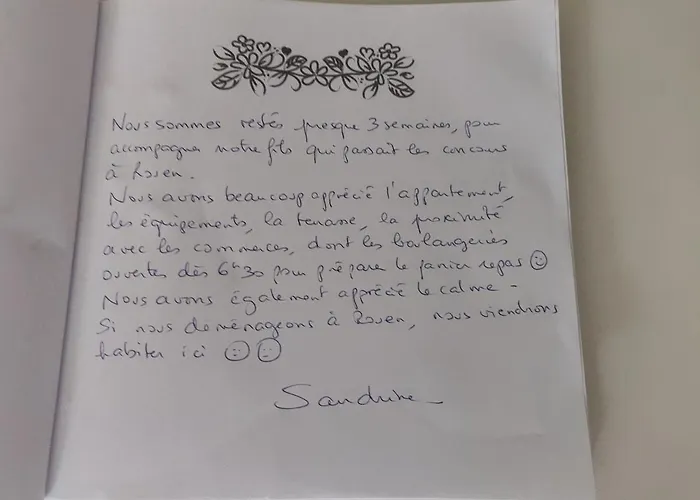 Nous sommes restés presque 3 semaines, pour
accompagner notre fils qui passait les concours
à Rouen.
Nous avons beaucoup apprécié l'appartement,
les équipements, la terrasse, la proximité
avec les commerces, dont les boulangeries
ouvertes dès 6h30 pour préparer le panier repas ☺
Nous avons également apprécié le calme -
Si nous déménageons à Rouen, nous viendrons
habiter ici ☺ ☺
Sandrine